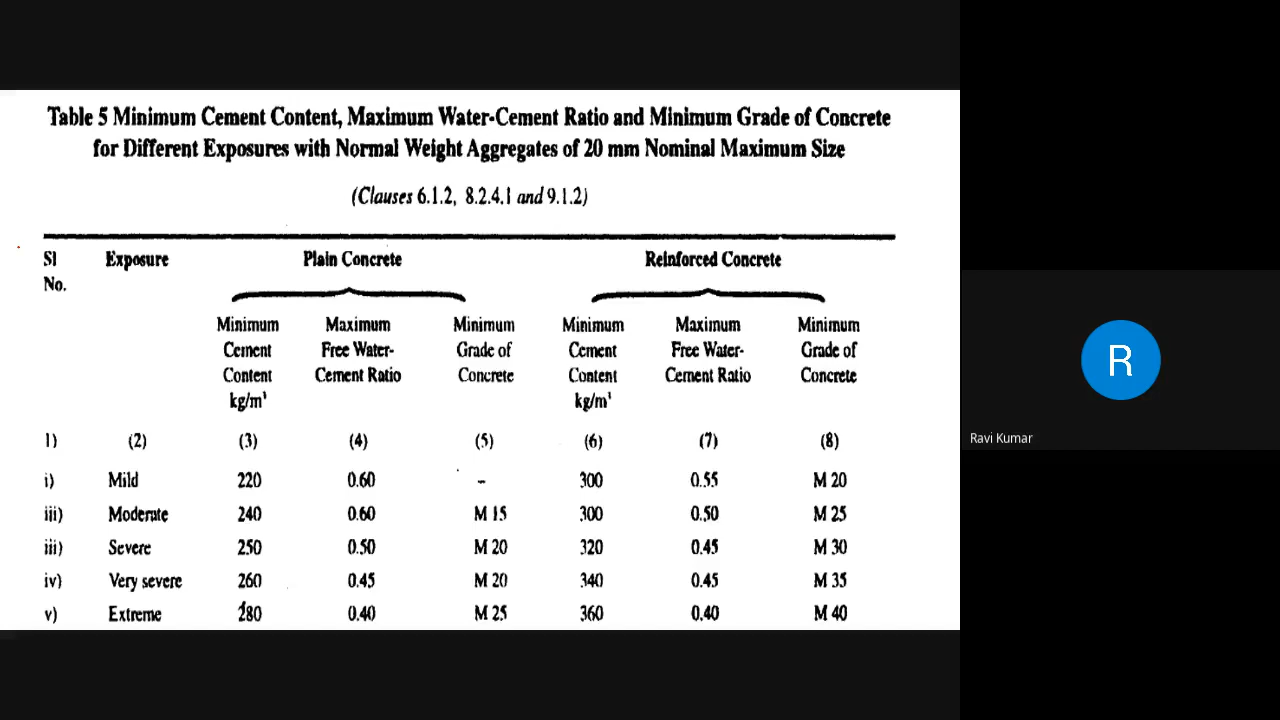 Table 5 Minimum Cement Content, Maximum Water-Cement Ratio and Minimum Grade of Concrete
for Different Exposures with Normal Weight Aggregates of 20 mm Nominal Maximum Size
(Clauses 6.1.2, 8.2.4.1 and 9.1.2)
Sl No. Exposure Plain Concrete Reinforced Concrete
Minimum Maximum Minimum Minimum Maximum Minimum
Cement Free Water- Grade of Cement Free Water- Grade of
Content Cement Ratio Concrete Content Cement Ratio Concrete
kg/m³ kg/m³
1) (2) (3) (4) (5) (6) (7) (8)
i) Mild 220 0.60 – 300 0.55 M 20
iii) Moderate 240 0.60 M 15 300 0.50 M 25
iii) Severe 250 0.50 M 20 320 0.45 M 30
iv) Very severe 260 0.45 M 20 340 0.45 M 35
v) Extreme 280 0.40 M 25 360 0.40 M 40
R
Ravi Kumar